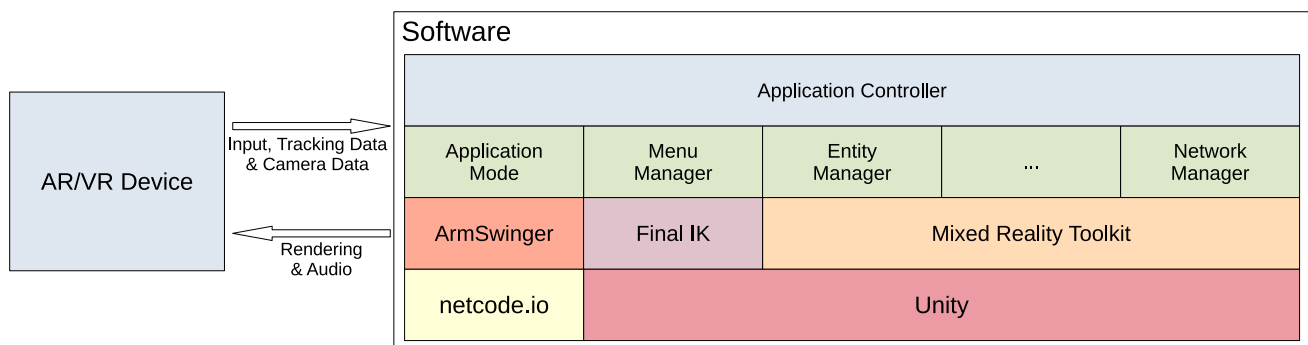 Software
Application Controller
AR/VR Device
Input, Tracking Data
& Camera Data
Rendering
& Audio
Application
Mode
Menu
Manager
Entity
Manager
...
Network
Manager
ArmSwinger
Final IK
Mixed Reality Toolkit
netcode.io
Unity